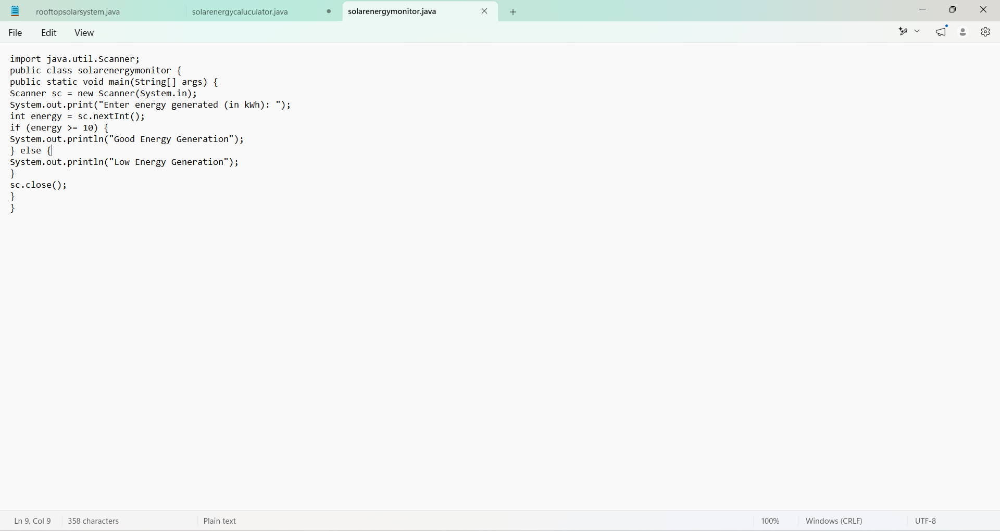 rooftopsolarsystem.java
solarenergycaluculator.java
solarenergymonitor.java
File Edit View
import java.util.Scanner;
public class solarenergymonitor {
public static void main(String[] args) {
Scanner sc = new Scanner(System.in);
System.out.print("Enter energy generated (in kWh): ");
int energy = sc.nextInt();
if (energy >= 10) {
System.out.println("Good Energy Generation");
} else {
System.out.println("Low Energy Generation");
}
sc.close();
}
}
Ln 9, Col 9 358 characters Plain text 100% Windows (CRLF) UTF-8